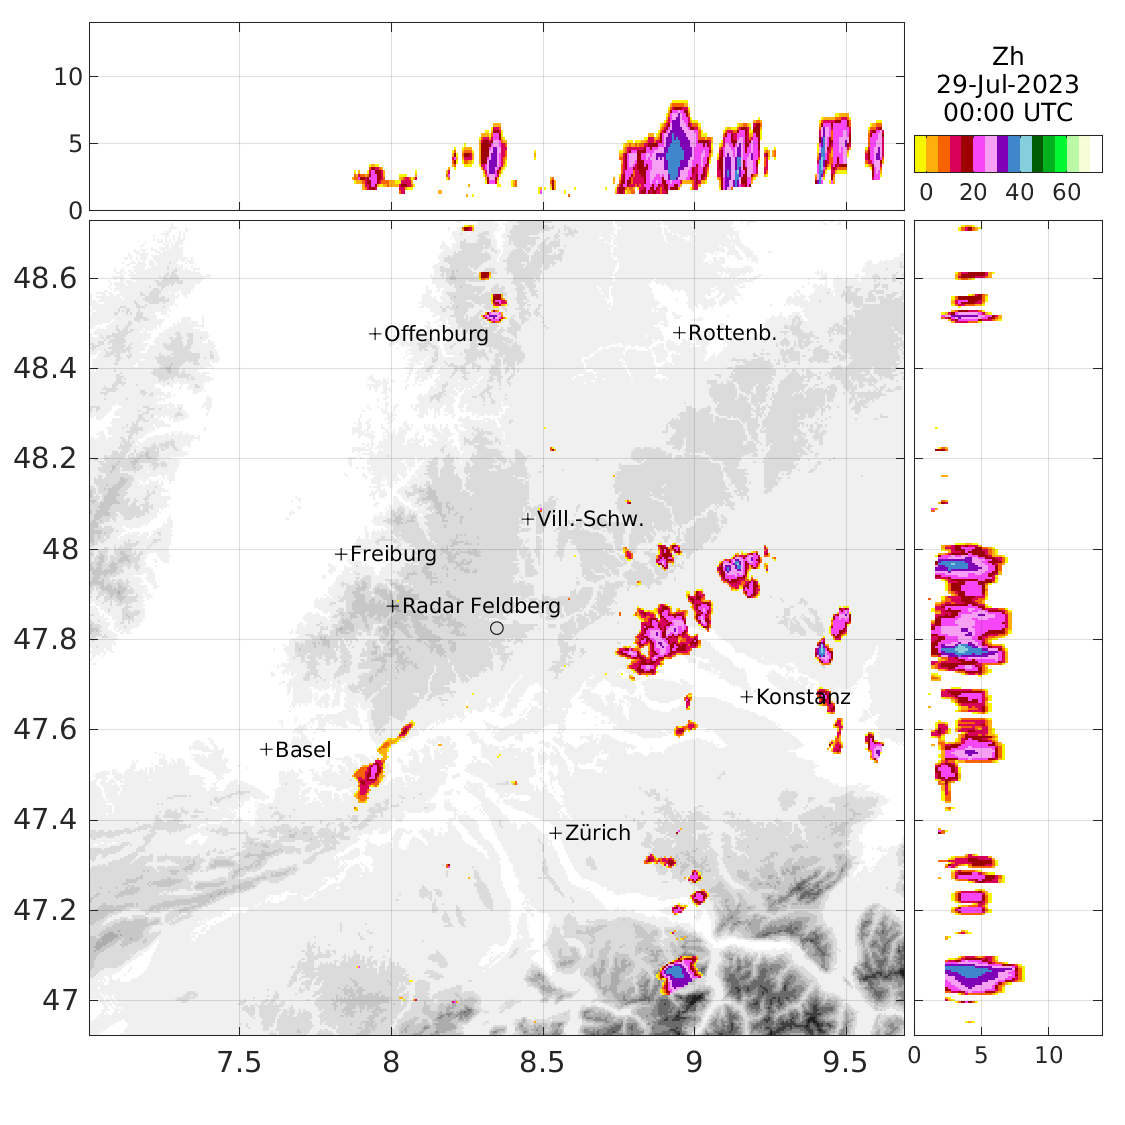 10
5
0
Zh
29-Jul-2023
00:00 UTC
0 20 40 60
48.6
48.4
48.2
48
47.8
47.6
47.4
47.2
47
Offenburg
Rottenb.
Vill.-Schw.
Freiburg
Radar Feldberg
Konstanz
Basel
Zürich
7.5 8 8.5 9 9.5
0 5 10